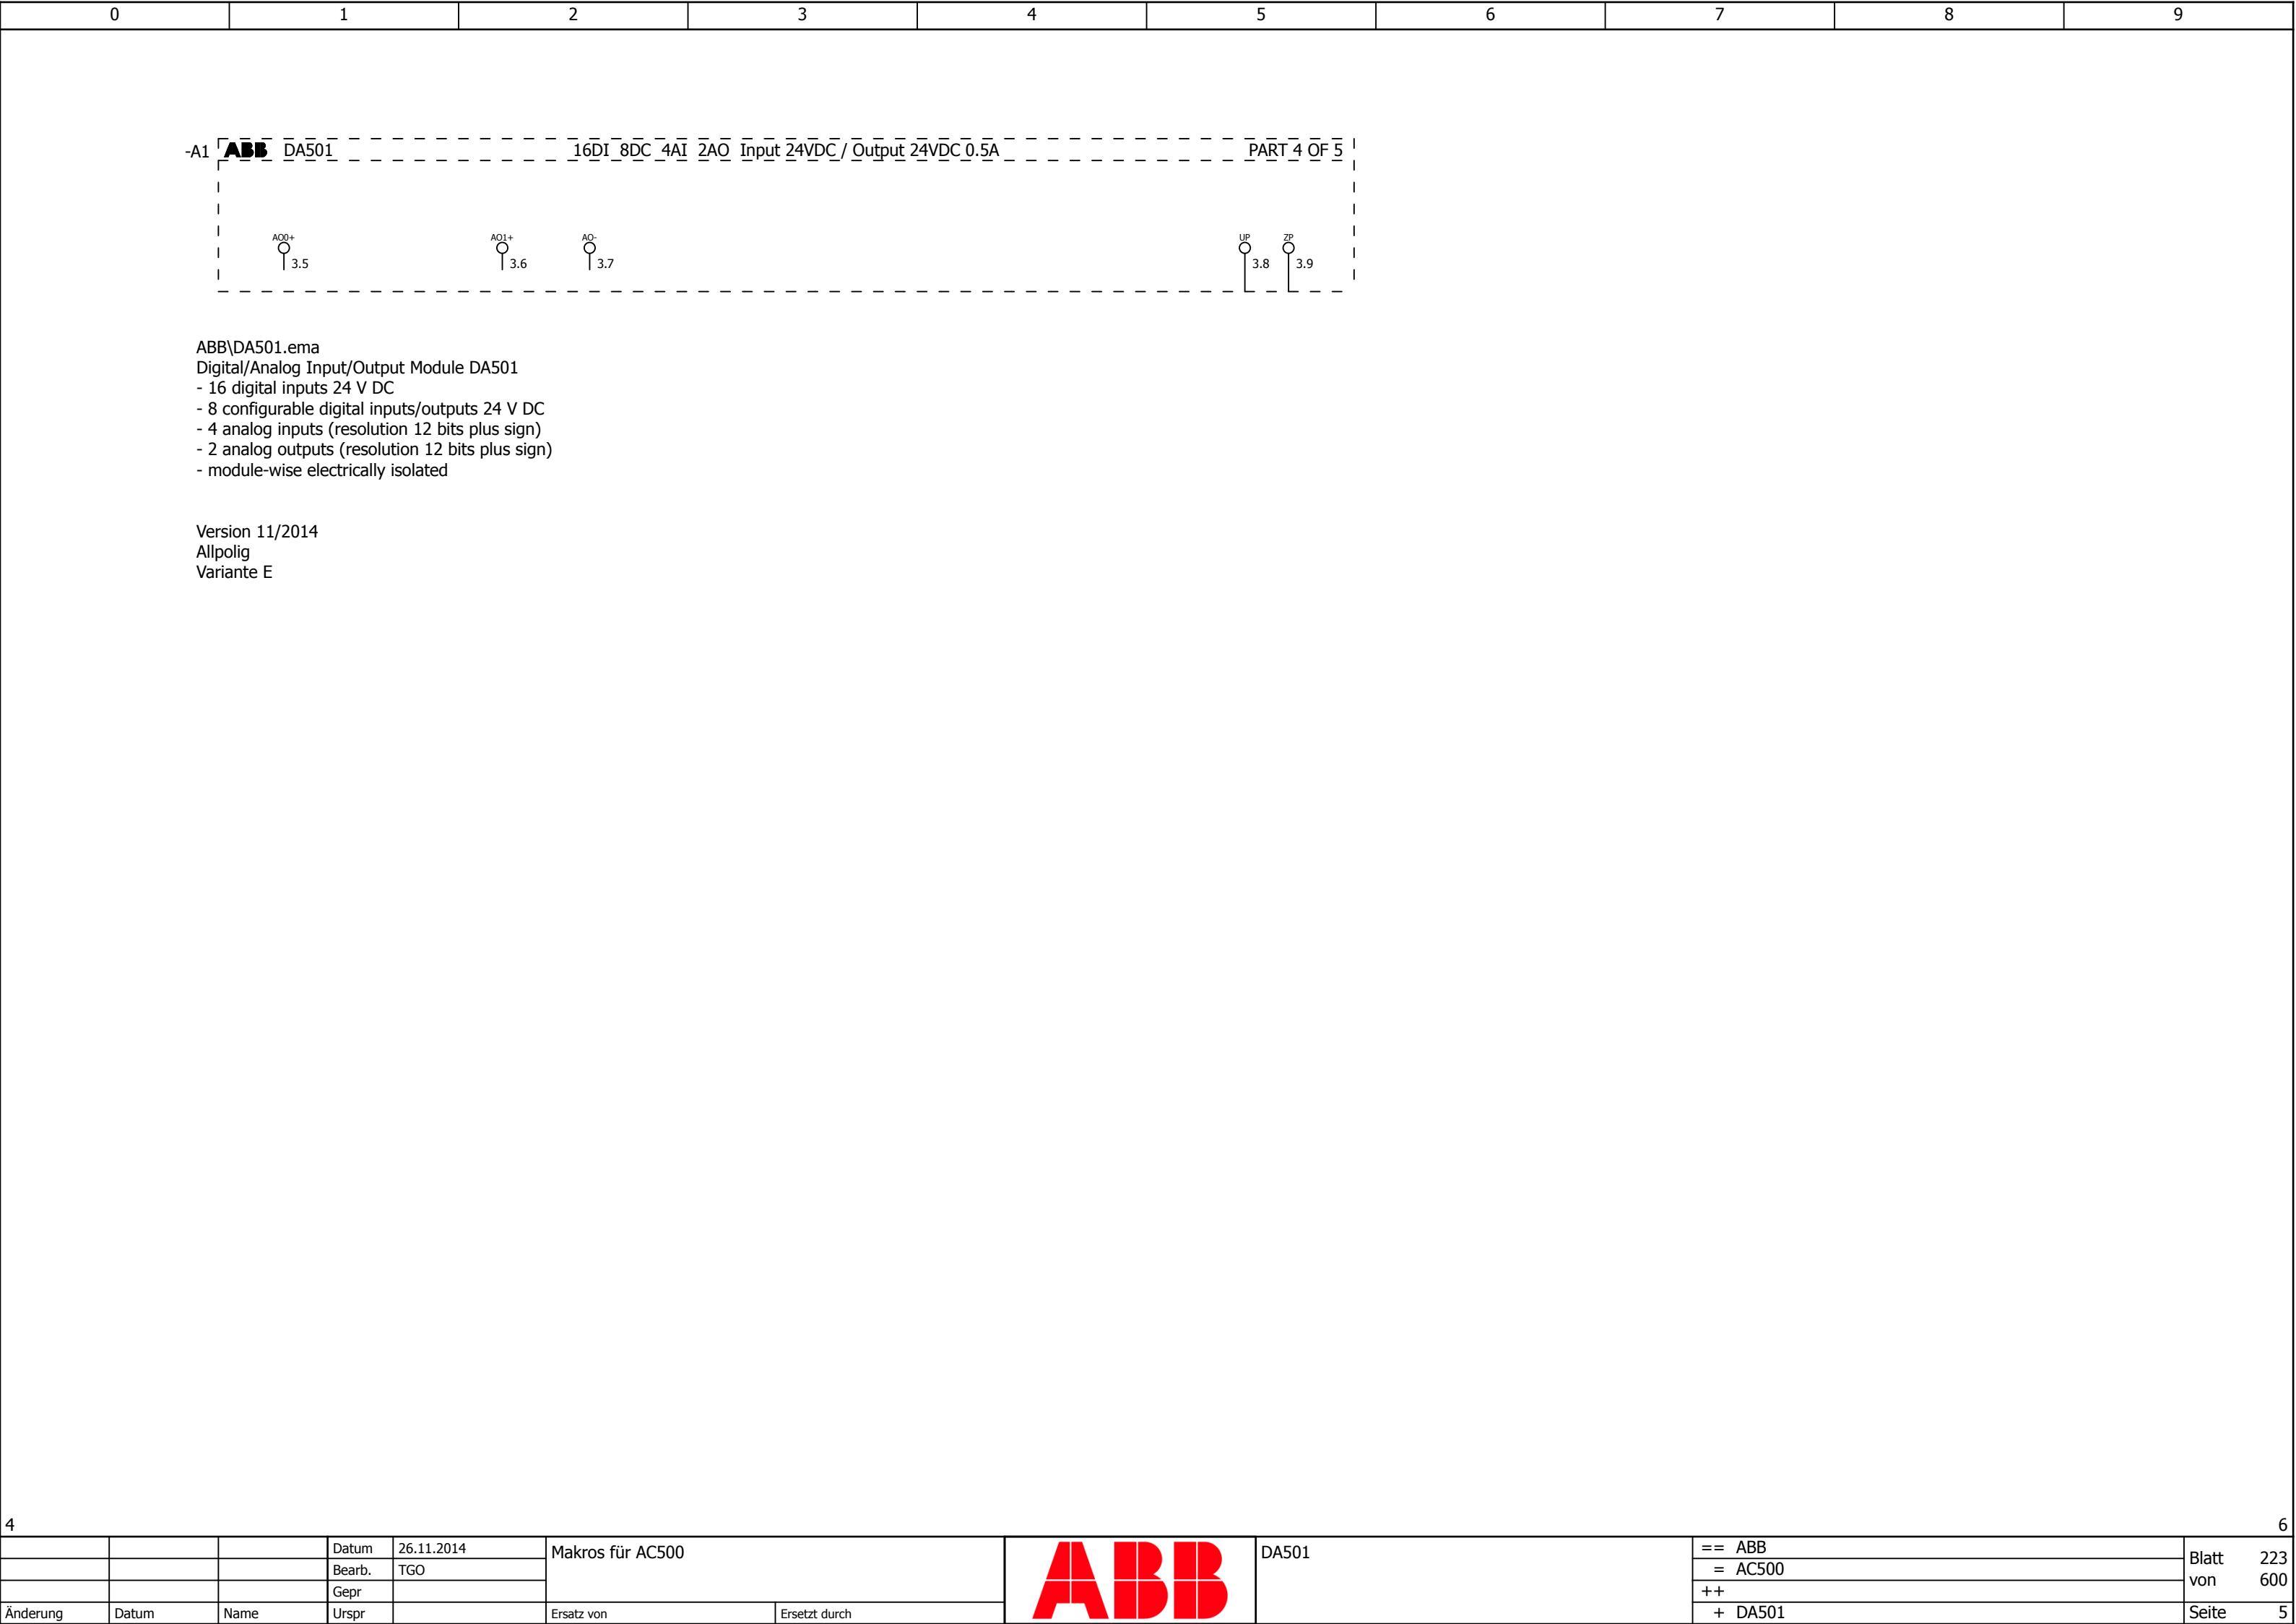 0 1 2 3 4 5 6 7 8 9
-A1 ABB DA501 16DI 8DC 4AI 2AO Input 24VDC / Output 24VDC 0.5A PART 4 OF 5
AO0+ AO1+ AO- UP ZP
3.5 3.6 3.7 3.8 3.9
ABB\DA501.ema
Digital/Analog Input/Output Module DA501
- 16 digital inputs 24 V DC
- 8 configurable digital inputs/outputs 24 V DC
- 4 analog inputs (resolution 12 bits plus sign)
- 2 analog outputs (resolution 12 bits plus sign)
- module-wise electrically isolated
Version 11/2014
Allpolig
Variante E
4 6
Datum 26.11.2014 Makros für AC500 ABB DA501 == ABB Blatt 223
Bearb. TGO = AC500 von 600
Gepr ++
Änderung Datum Name Urspr Ersatz von Ersetzt durch + DA501 Seite 5